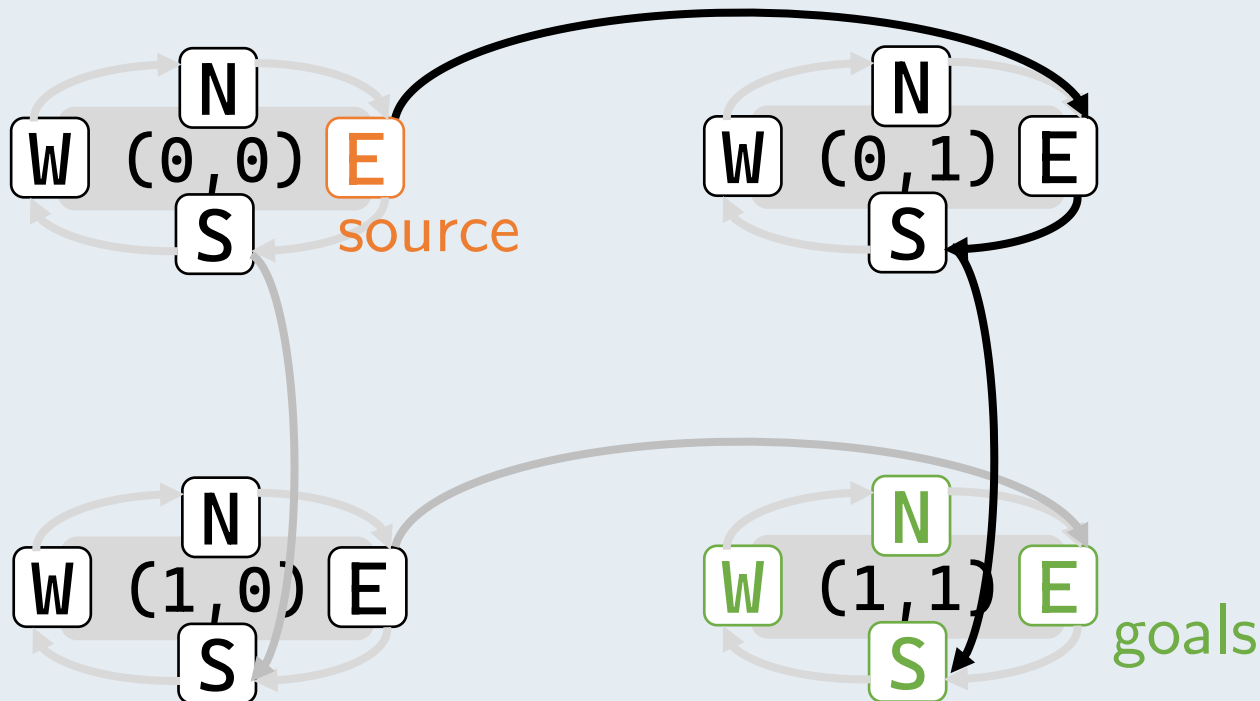 N
W (0,0) E
S source
N
W (0,1) E
S
N
W (1,0) E
S
N
W (1,1) E
S goals